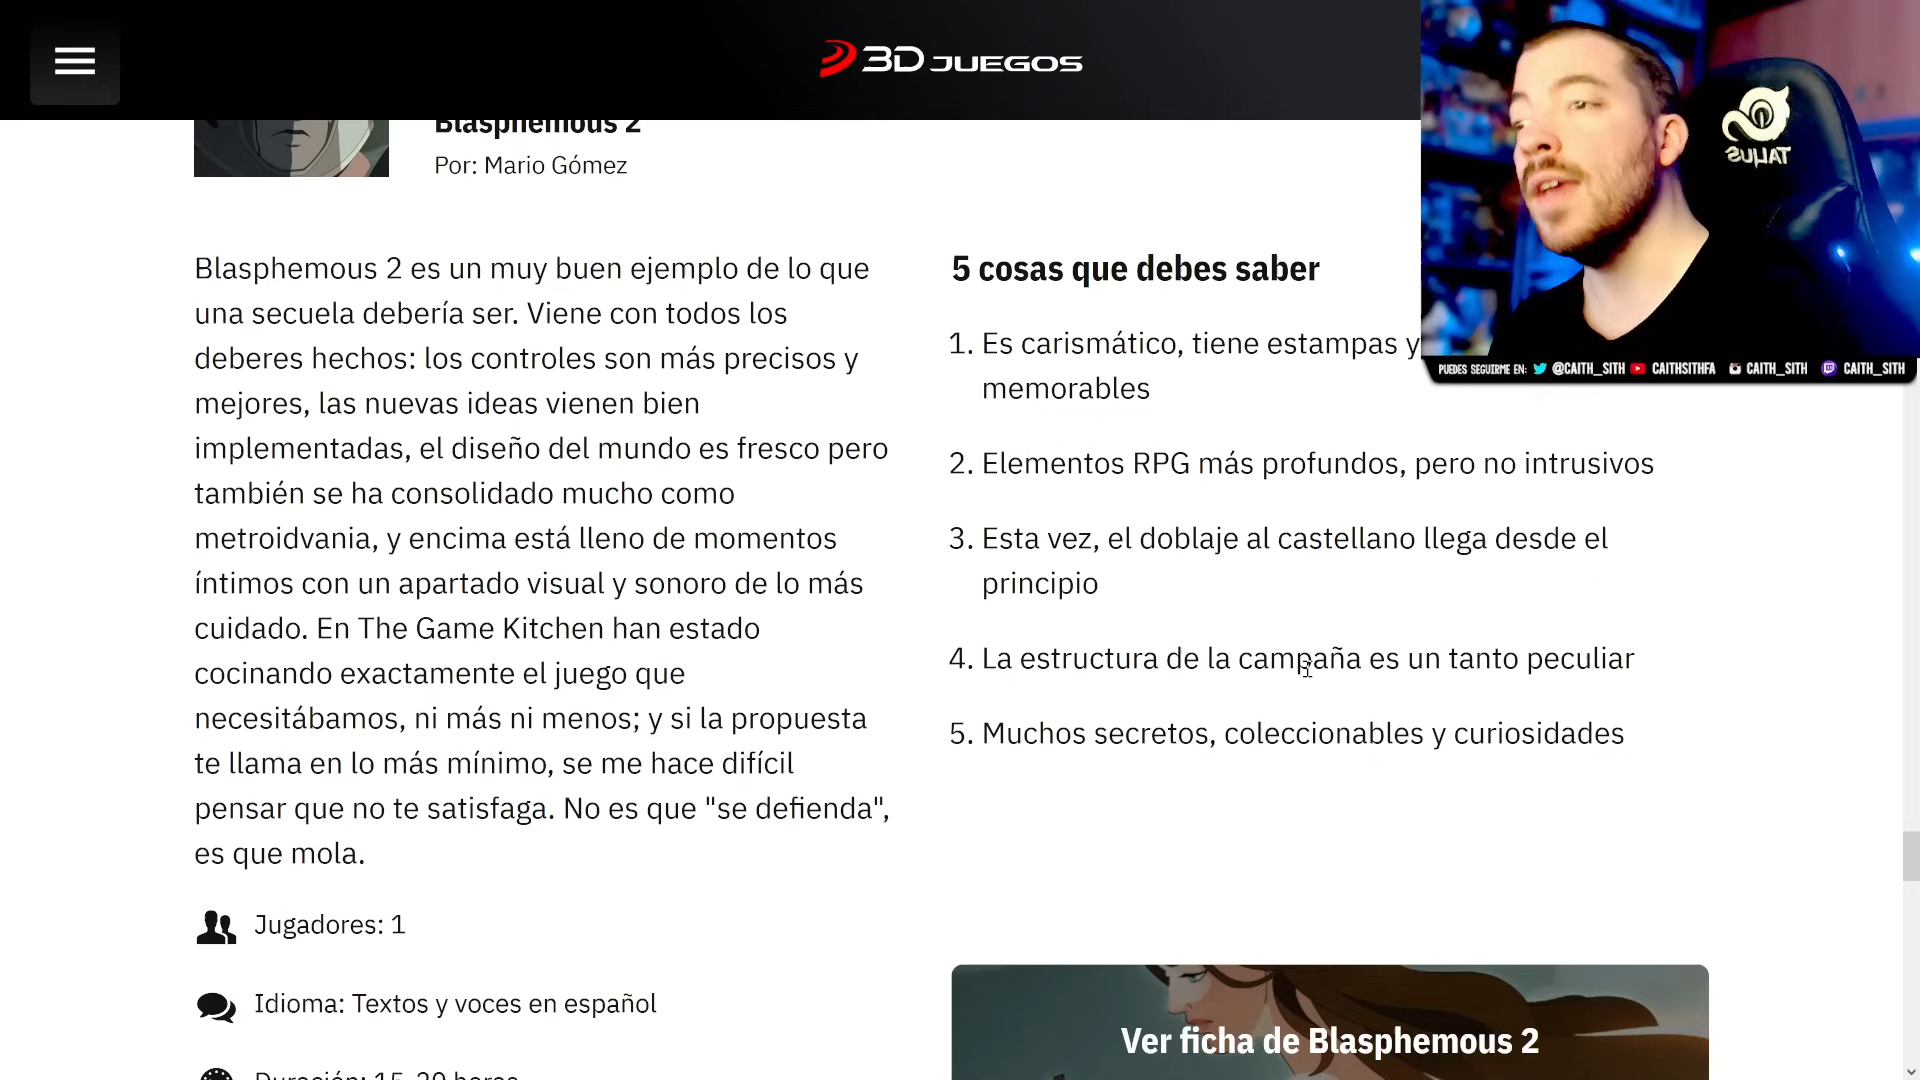 3D JUEGOS
Blasphemous 2
Por: Mario Gómez
Blasphemous 2 es un muy buen ejemplo de lo que
una secuela debería ser. Viene con todos los
deberes hechos: los controles son más precisos y
mejores, las nuevas ideas vienen bien
implementadas, el diseño del mundo es fresco pero
también se ha consolidado mucho como
metroidvania, y encima está lleno de momentos
íntimos con un apartado visual y sonoro de lo más
cuidado. En The Game Kitchen han estado
cocinando exactamente el juego que
necesitábamos, ni más ni menos; y si la propuesta
te llama en lo más mínimo, se me hace difícil
pensar que no te satisfaga. No es que "se defienda",
es que mola.
Jugadores: 1
Idioma: Textos y voces en español
Duración: 15-20 horas
5 cosas que debes saber
1. Es carismático, tiene estampas y
memorables
2. Elementos RPG más profundos, pero no intrusivos
3. Esta vez, el doblaje al castellano llega desde el
principio
4. La estructura de la campaña es un tanto peculiar
5. Muchos secretos, coleccionables y curiosidades
Ver ficha de Blasphemous 2
TALIUS
PUEDES SEGUIRME EN: @CAITH_SITH CAITHSITHFA CAITH_SITH CAITH_SITH